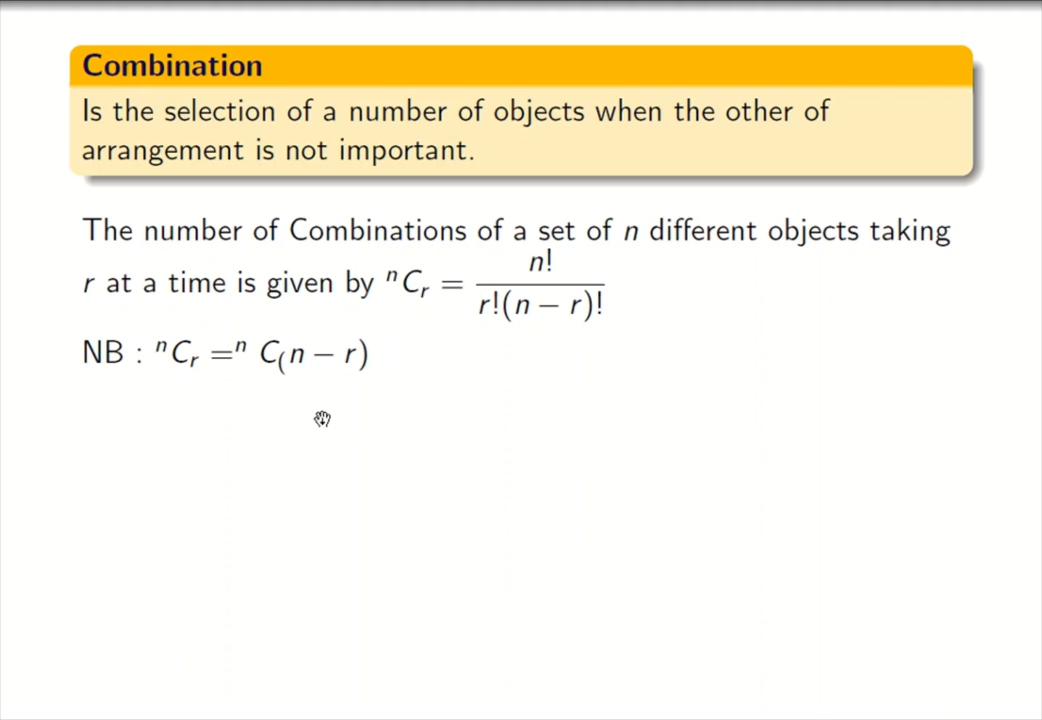 Combination
Is the selection of a number of objects when the other of
arrangement is not important.
The number of Combinations of a set of n different objects taking
r at a time is given by ⁿCᵣ = n! / r!(n − r)!
NB : ⁿCᵣ =ⁿ C₍n − r)